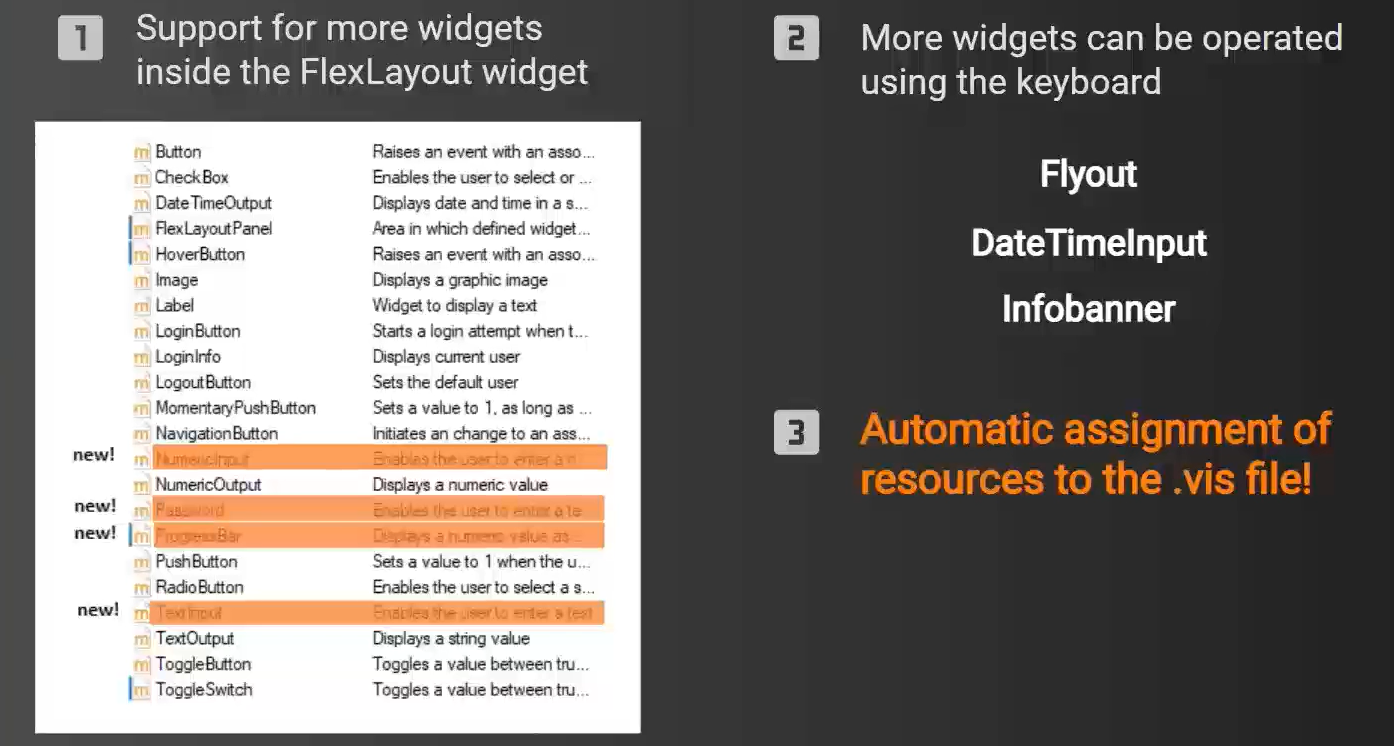 1
Support for more widgets
inside the FlexLayout widget
Button Raises an event with an asso...
CheckBox Enables the user to select or ...
DateTimeOutput Displays date and time in a s...
FlexLayoutPanel Area in which defined widget...
HoverButton Raises an event with an asso...
Image Displays a graphic image
Label Widget to display a text
LoginButton Starts a login attempt when t...
LoginInfo Displays current user
LogoutButton Sets the default user
MomentaryPushButton Sets a value to 1, as long as ...
NavigationButton Initiates an change to an ass...
new! NumericInput Enables the user to enter a n
NumericOutput Displays a numeric value
new! Password Enables the user to enter a te
new! ProgressBar Displays a numeric value as ...
PushButton Sets a value to 1 when the u...
RadioButton Enables the user to select a s...
new! TextInput Enables the user to enter a text
TextOutput Displays a string value
ToggleButton Toggles a value between tru...
ToggleSwitch Toggles a value between tru...
2
More widgets can be operated
using the keyboard
Flyout
DateTimeInput
Infobanner
3
Automatic assignment of
resources to the .vis file!